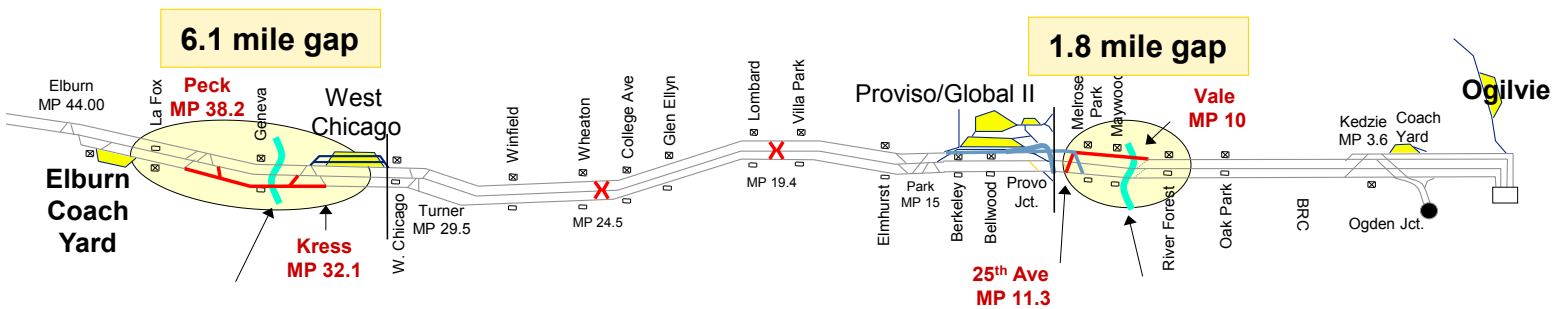 6.1 mile gap
1.8 mile gap
Elburn
MP 44.00
La Fox
Peck
MP 38.2
Geneva
West
Chicago
Elburn
Coach
Yard
Kress
MP 32.1
W. Chicago
Turner
MP 29.5
Winfield
Wheaton
MP 24.5
College Ave
Glen Ellyn
Lombard
MP 19.4
Villa Park
Elmhurst
Proviso/Global II
Park
MP 15
Berkeley
Bellwood
Provo
Jct.
25th Ave
MP 11.3
Melrose
Park
Maywood
Vale
MP 10
River Forest
Oak Park
BRC
Kedzie
MP 3.6
Coach
Yard
Ogden Jct.
Ogilvie